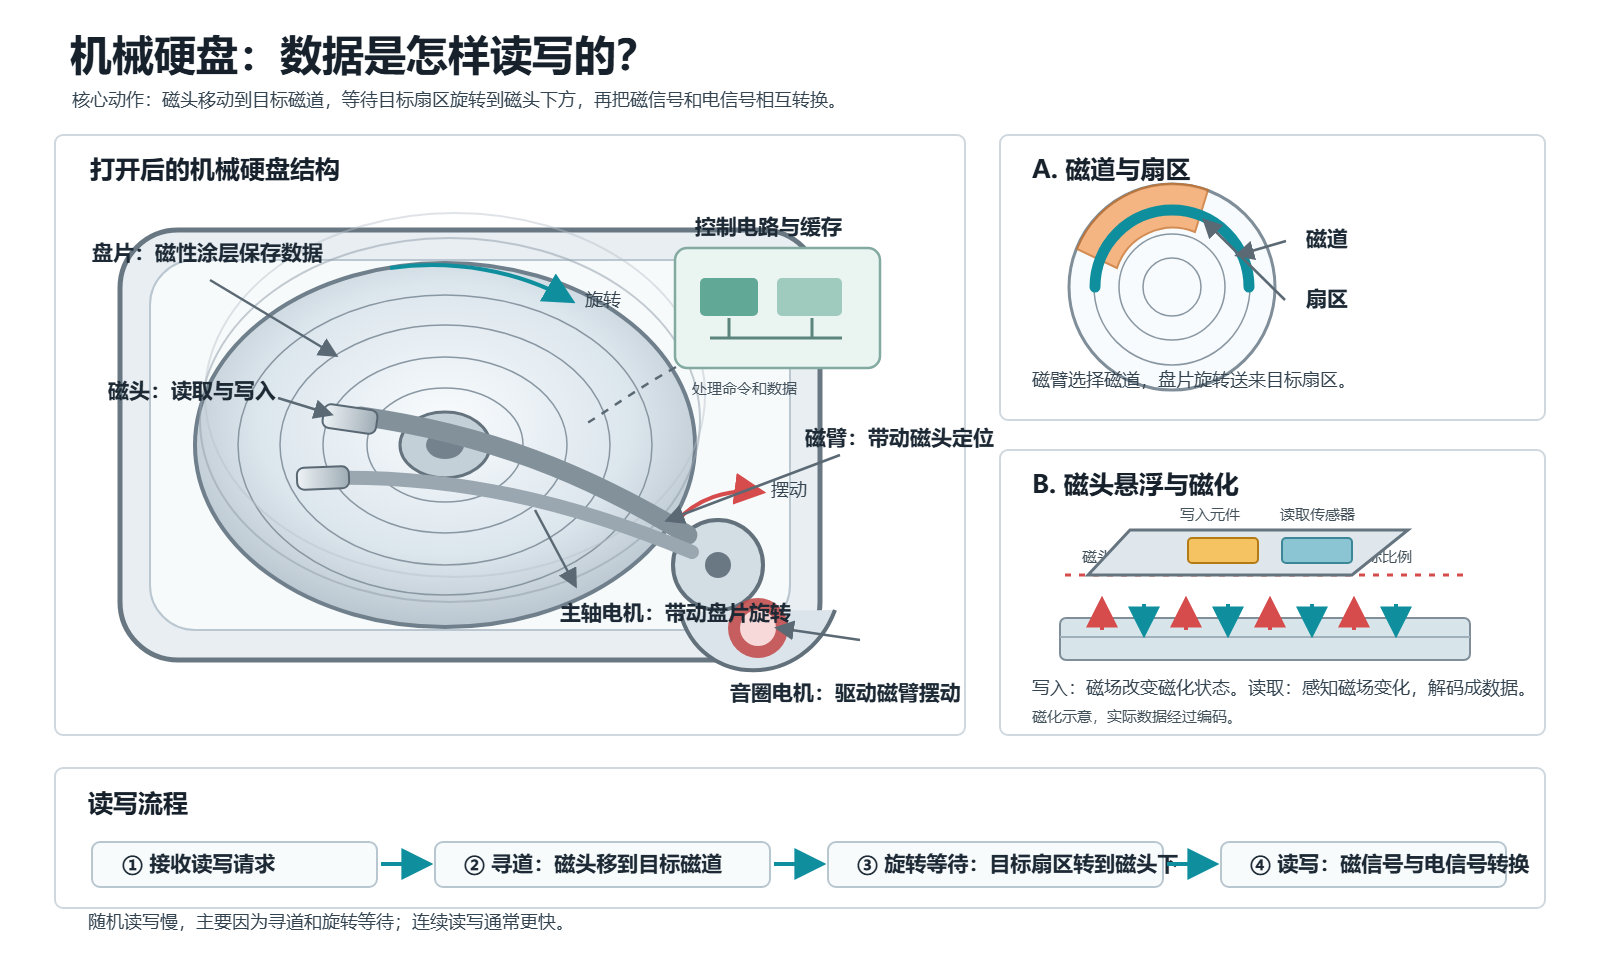 机械硬盘：数据是怎样读写的？
核心动作：磁头移动到目标磁道，等待目标扇区旋转到磁头下方，再把磁信号和电信号相互转换。
打开后的机械硬盘结构
控制电路与缓存
盘片：磁性涂层保存数据
旋转
处理命令和数据
磁头：读取与写入
磁臂：带动磁头定位
摆动
主轴电机：带动盘片旋转
音圈电机：驱动磁臂摆动
A. 磁道与扇区
磁道
扇区
磁臂选择磁道，盘片旋转送来目标扇区。
B. 磁头悬浮与磁化
写入元件
读取传感器
磁头
比例
写入：磁场改变磁化状态。读取：感知磁场变化，解码成数据。
磁化示意，实际数据经过编码。
读写流程
① 接收读写请求
② 寻道：磁头移到目标磁道
③ 旋转等待：目标扇区转到磁头下
④ 读写：磁信号与电信号转换
随机读写慢，主要因为寻道和旋转等待；连续读写通常更快。